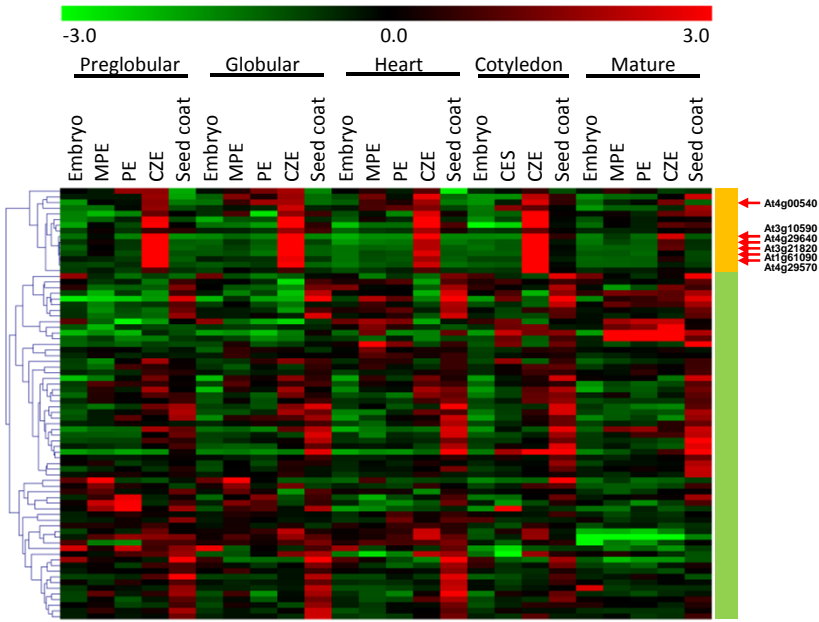 -3.0 0.0 3.0
Preglobular Globular Heart Cotyledon Mature
Embryo MPE PE CZE Seed coat Embryo MPE PE CZE Seed coat Embryo MPE PE CZE Seed coat Embryo CES CZE Seed coat Embryo MPE PE CZE Seed coat
At4g00540
At3g10590
At4g29640
At3g21820
At1g61090
At4g29570